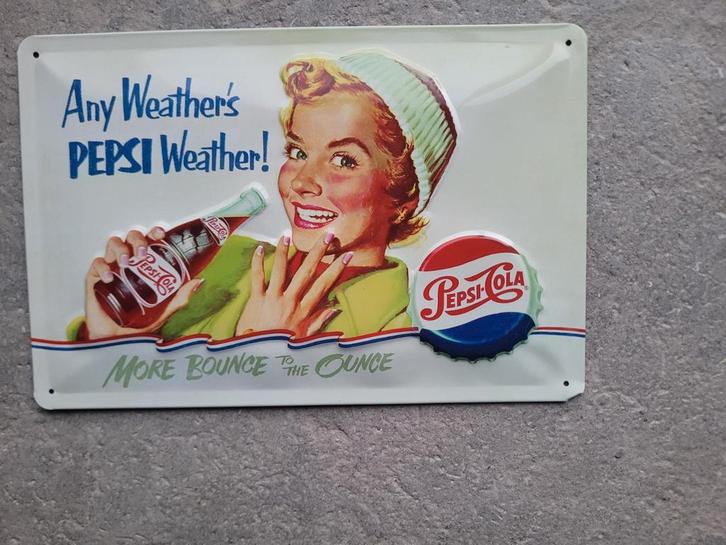 Any Weather's
PEPSI Weather!
Pepsi-Cola
Pepsi-Cola
MORE BOUNCE TO THE OUNCE